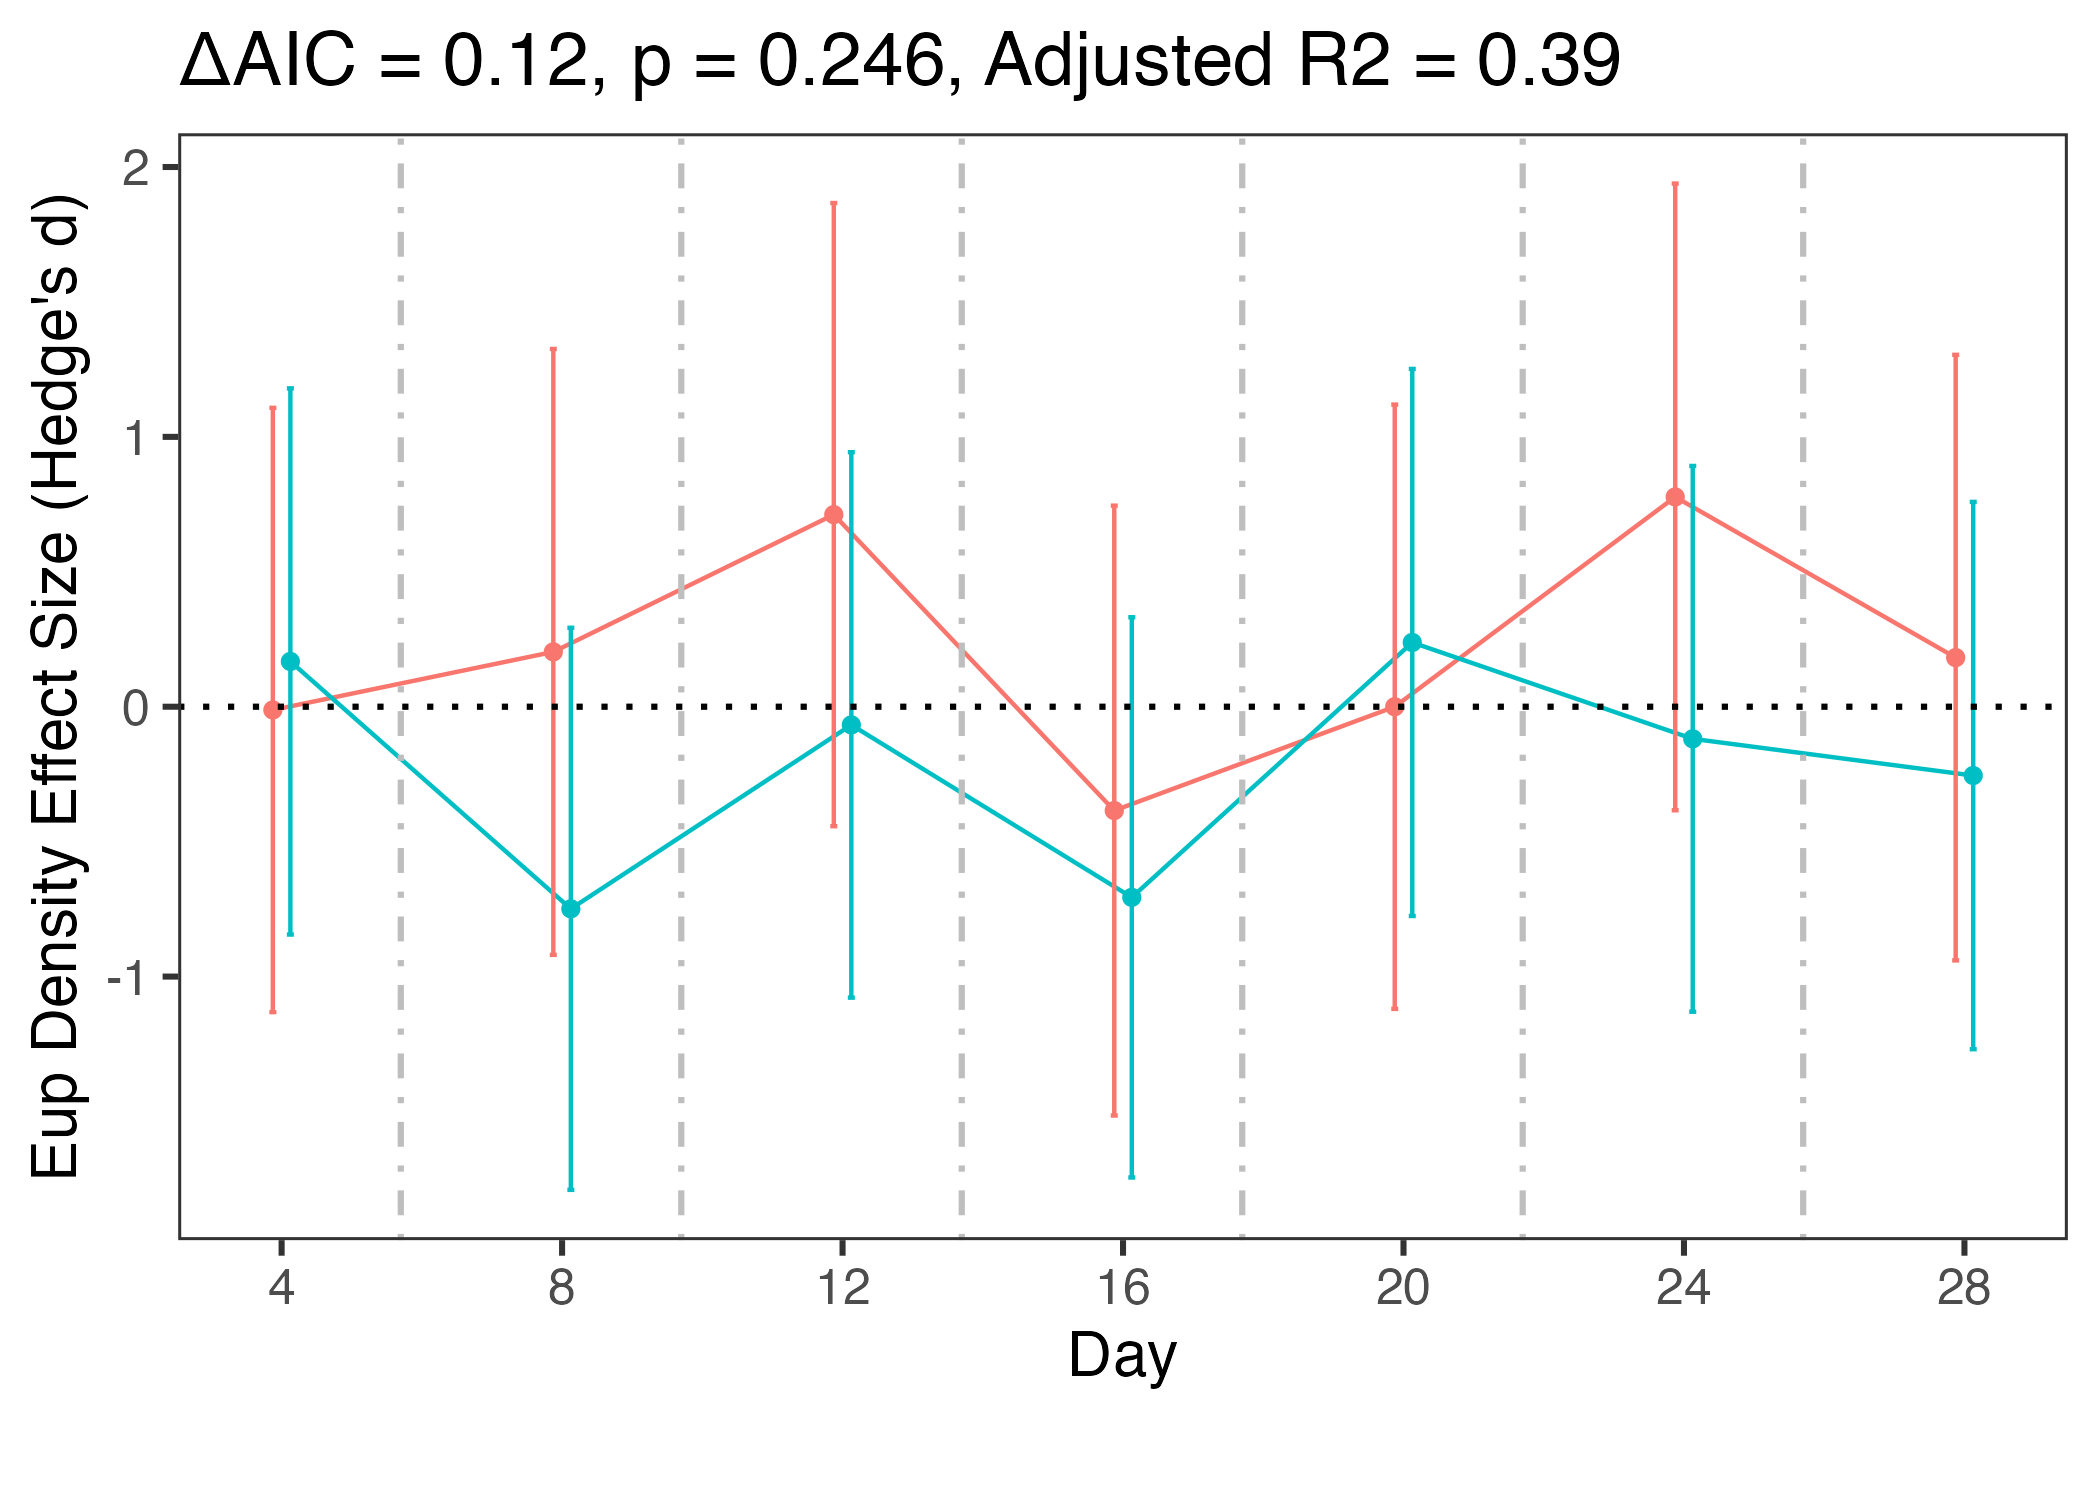 ΔAIC = 0.12, p = 0.246, Adjusted R2 = 0.39
Eup Density Effect Size (Hedge's d)
2
1
0
-1
4 8 12 16 20 24 28
Day